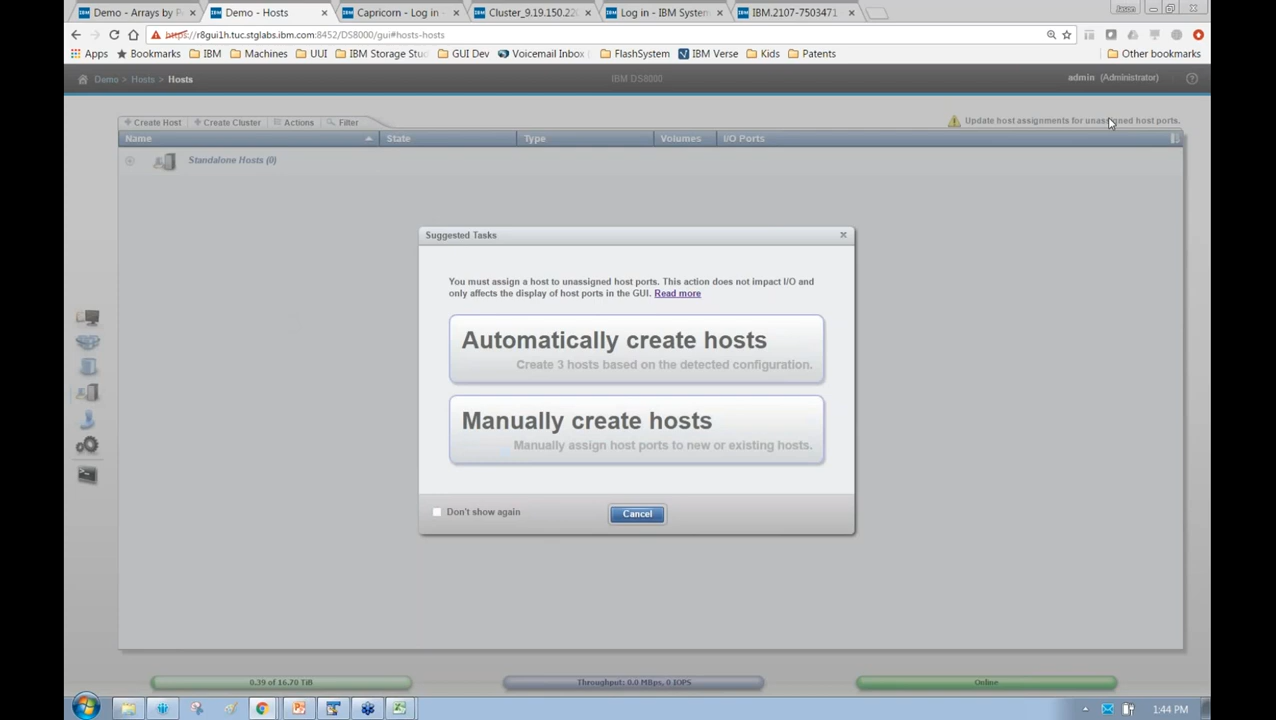 Demo - Arrays by P
Demo - Hosts
Capricorn - Log in -
Cluster_9.19.150.22
Log in - IBM System
IBM.2107-7503471
Jason
https://r8gui1h.tuc.stglabs.ibm.com:8452/DS8000/gui#hosts-hosts
Apps Bookmarks IBM Machines UUI IBM Storage Stud GUI Dev Voicemail Inbox FlashSystem IBM Verse Kids Patents Other bookmarks
Demo > Hosts > Hosts IBM DS8000 admin (Administrator)
Create Host Create Cluster Actions Filter Update host assignments for unassigned host ports.
Name State Type Volumes I/O Ports
Standalone Hosts (0)
Suggested Tasks
You must assign a host to unassigned host ports. This action does not impact I/O and
only affects the display of host ports in the GUI. Read more
Automatically create hosts
Create 3 hosts based on the detected configuration.
Manually create hosts
Manually assign host ports to new or existing hosts.
Don't show again Cancel
0.39 of 16.70 TiB Throughput: 0.0 MBps, 0 IOPS Online
1:44 PM